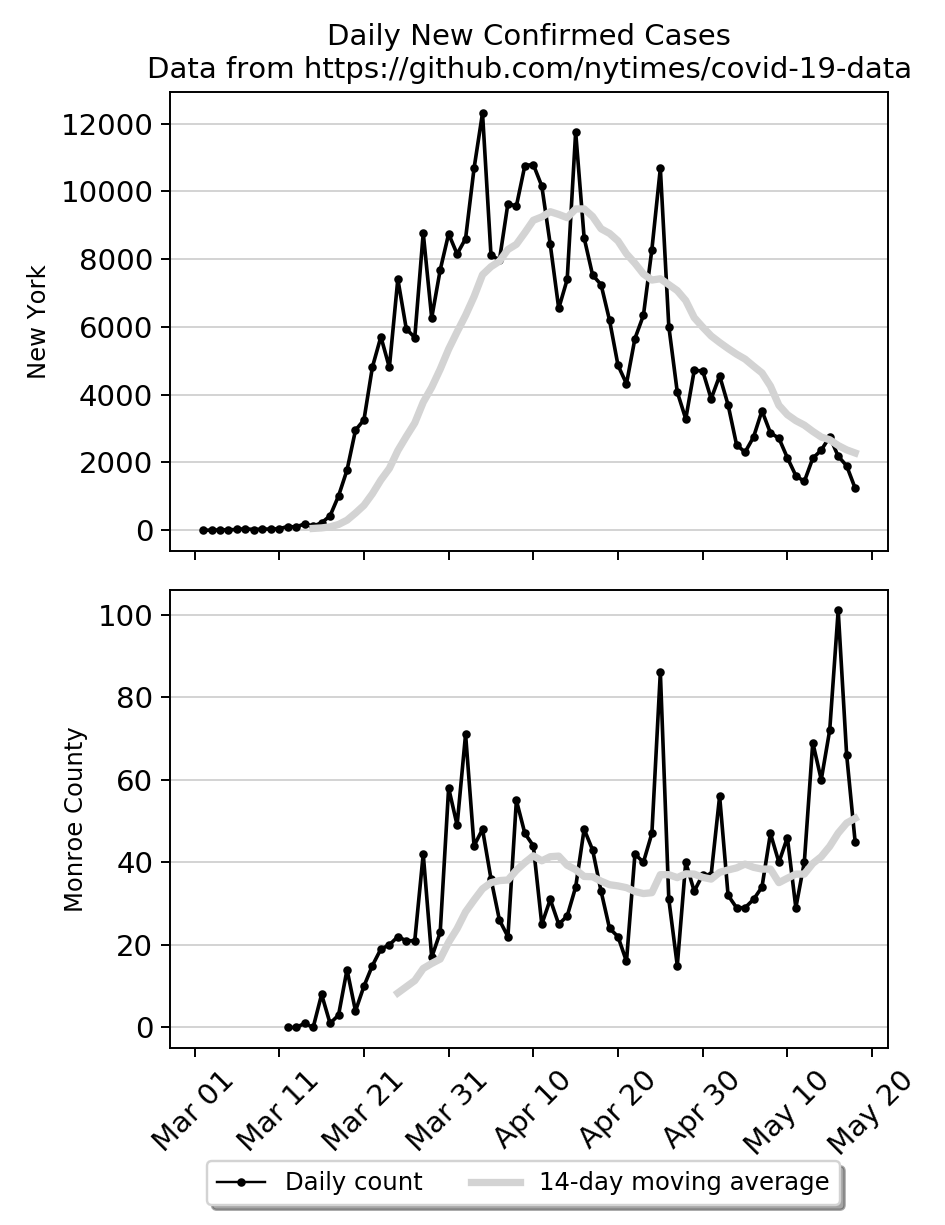 Daily New Confirmed Cases
Data from https://github.com/nytimes/covid-19-data
12000
10000
8000
6000
4000
2000
0
New York
100
80
60
40
20
0
Monroe County
Mar 01
Mar 11
Mar 21
Mar 31
Apr 10
Apr 20
Apr 30
May 10
May 20
Daily count
14-day moving average